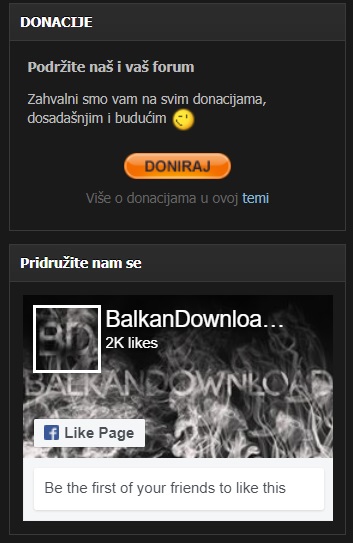 DONACIJE
Podržite naš i vaš forum
Zahvalni smo vam na svim donacijama,
dosadašnjim i budućim
DONIRAJ
Više o donacijama u ovoj temi
Pridružite nam se
BD
BalkanDownloa...
2K likes
BALKANDOWNLOAD
Like Page
Be the first of your friends to like this